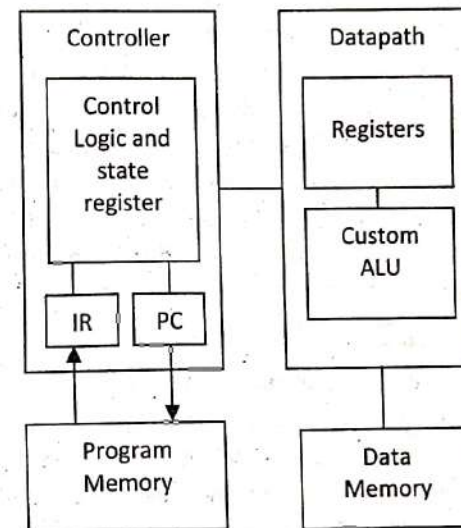 Controller
Control
Logic and
state
register
IR
PC
Program
Memory
Datapath
Registers
Custom
ALU
Data
Memory